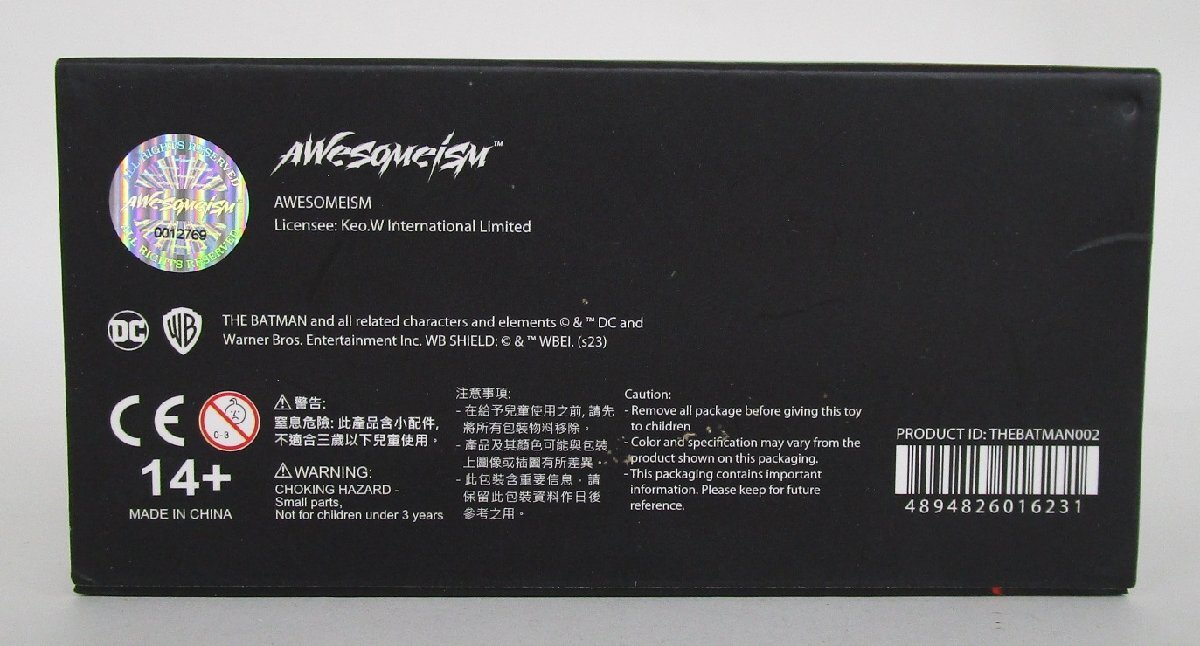 ALL RIGHTS RESERVED
AWesomeism
0012769
ALL RIGHTS RESERVED
AWesomeism™
AWESOMEISM
Licensee: Keo.W International Limited
DC
WB
THE BATMAN and all related characters and elements © & ™ DC and
Warner Bros. Entertainment Inc. WB SHIELD: © & ™ WBEI. (s23)
CE
0-3
14+
MADE IN CHINA
⚠警告:
窒息危險: 此產品含小配件,
不適合三歲以下兒童使用。
⚠WARNING:
CHOKING HAZARD -
Small parts,
Not for children under 3 years
注意事項:
- 在給予兒童使用之前, 請先
將所有包裝物料移除。
- 產品及其顏色可能與包裝
上圖像或插圖有所差異。
- 此包裝含重要信息, 請
保留此包裝資料作日後
參考之用。
Caution:
- Remove all package before giving this toy
to children
- Color and specification may vary from the
product shown on this packaging.
- This packaging contains important
information. Please keep for future
reference.
PRODUCT ID: THEBATMAN002
4894826016231